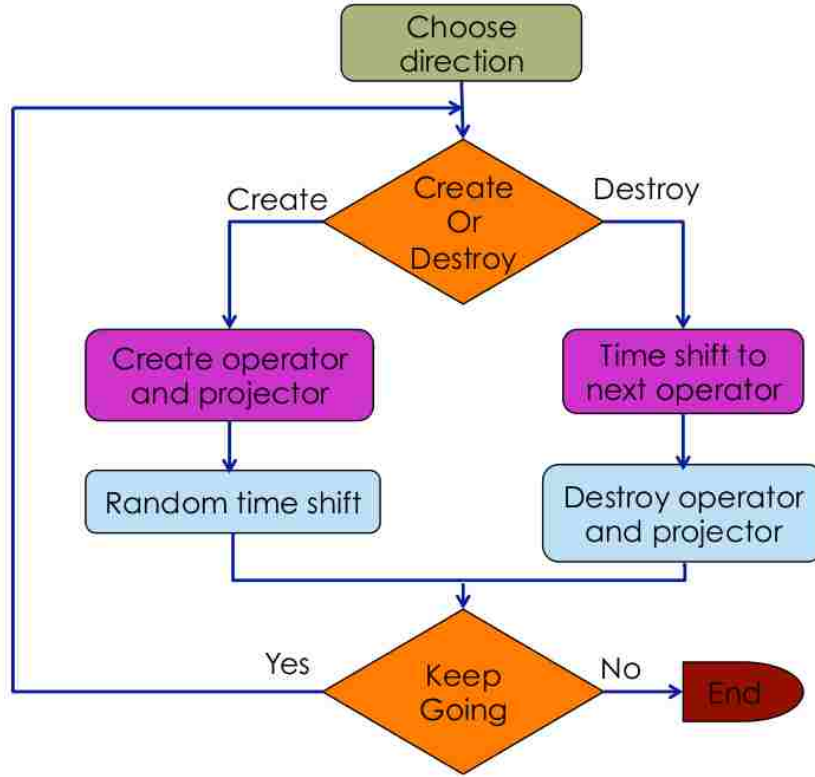 Choose
direction
Create
Destroy
Create
Or
Destroy
Create operator
and projector
Time shift to
next operator
Random time shift
Destroy operator
and projector
Yes
Keep
Going
No
End